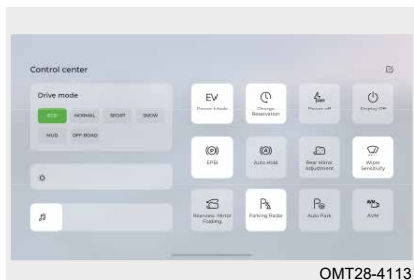 Control center
Drive mode
ECO NORMAL SPORT SNOW
MUD OFF-ROAD
EV
Power Mode
Charge Reservation
Power off
Display Off
EPB
Auto Hold
Rear Mirror Adjustment
Wiper Sensitivity
Rearview Mirror Folding
Parking Radar
Auto Park
AVM
AVM
OMT28-4113